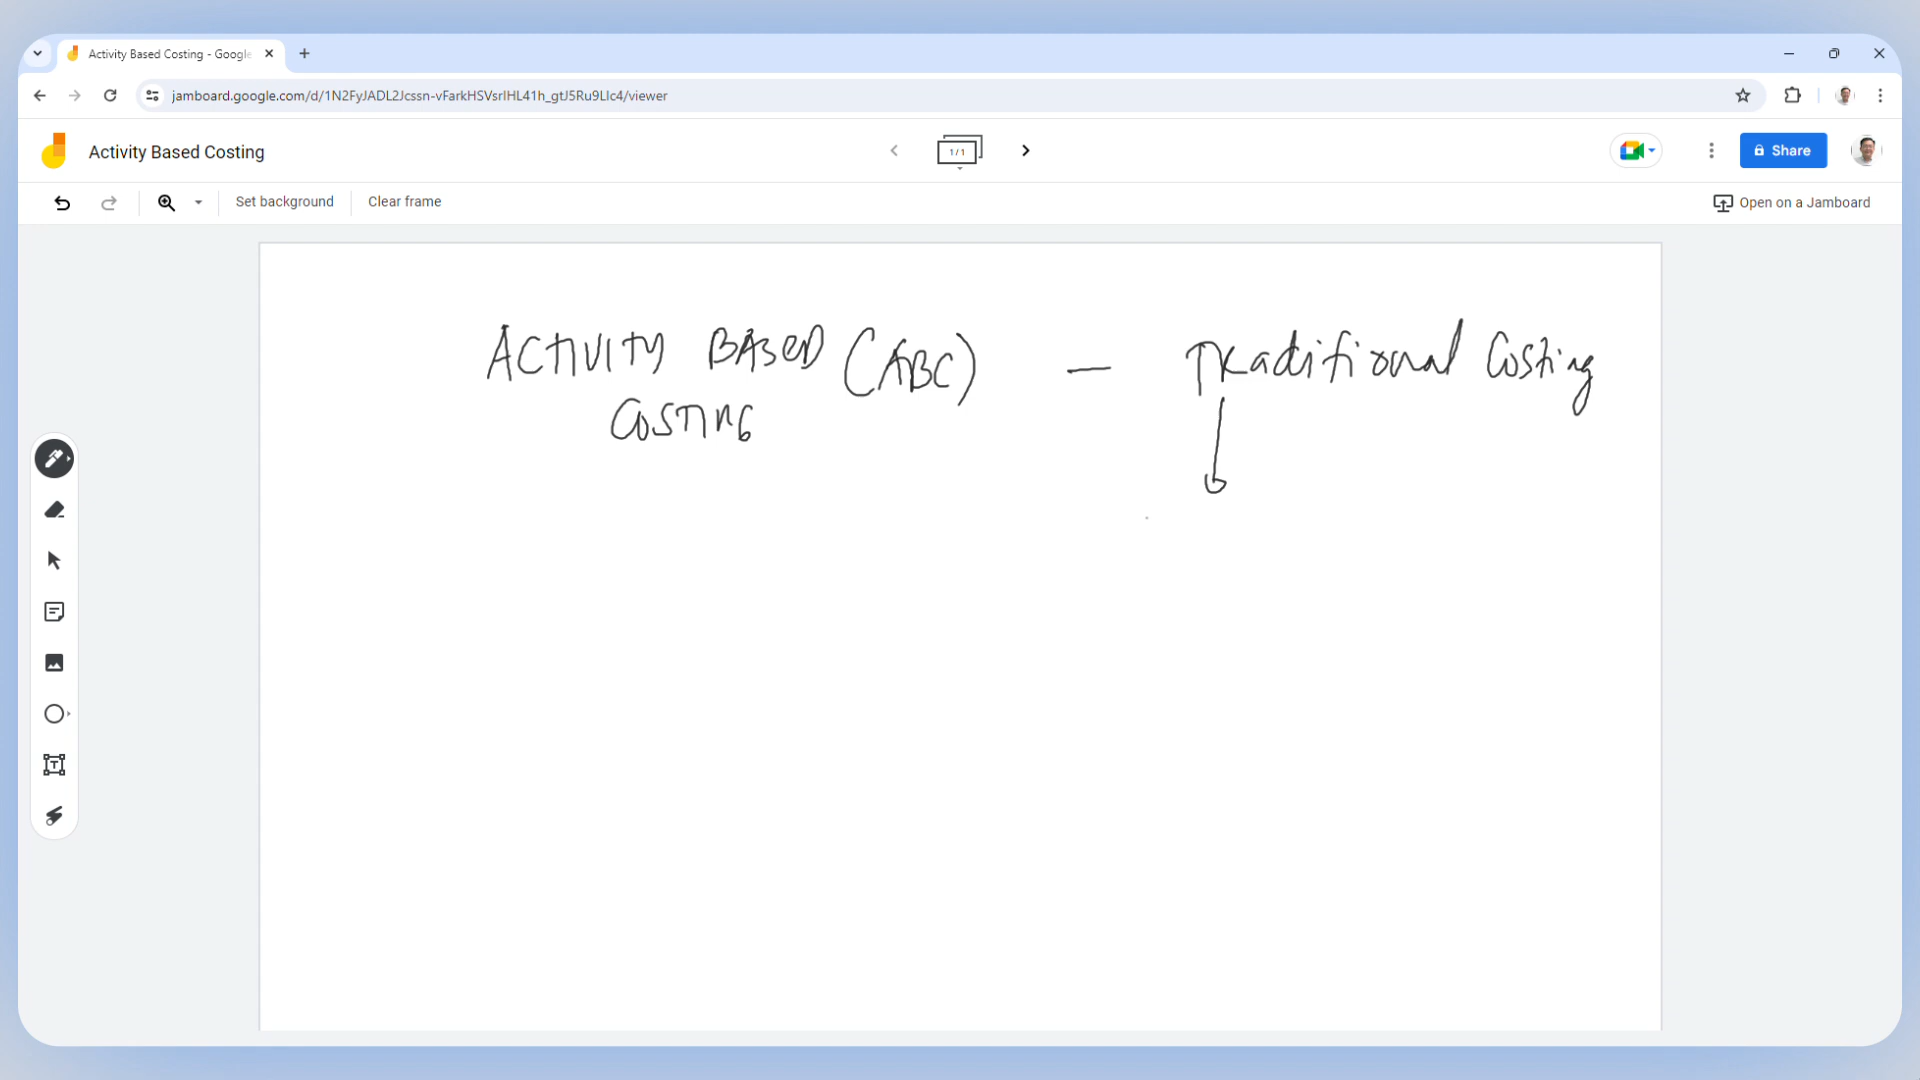 Activity Based Costing - Google
jamboard.google.com/d/1N2FyJADL2Jcssn-vFarkHSVsrIHL41h_gtJ5Ru9LIc4/viewer
Activity Based Costing
1 / 1
Share
Set background
Clear frame
Open on a Jamboard
ACTIVITY BASED (ABC) — Traditional Costing
COSTING